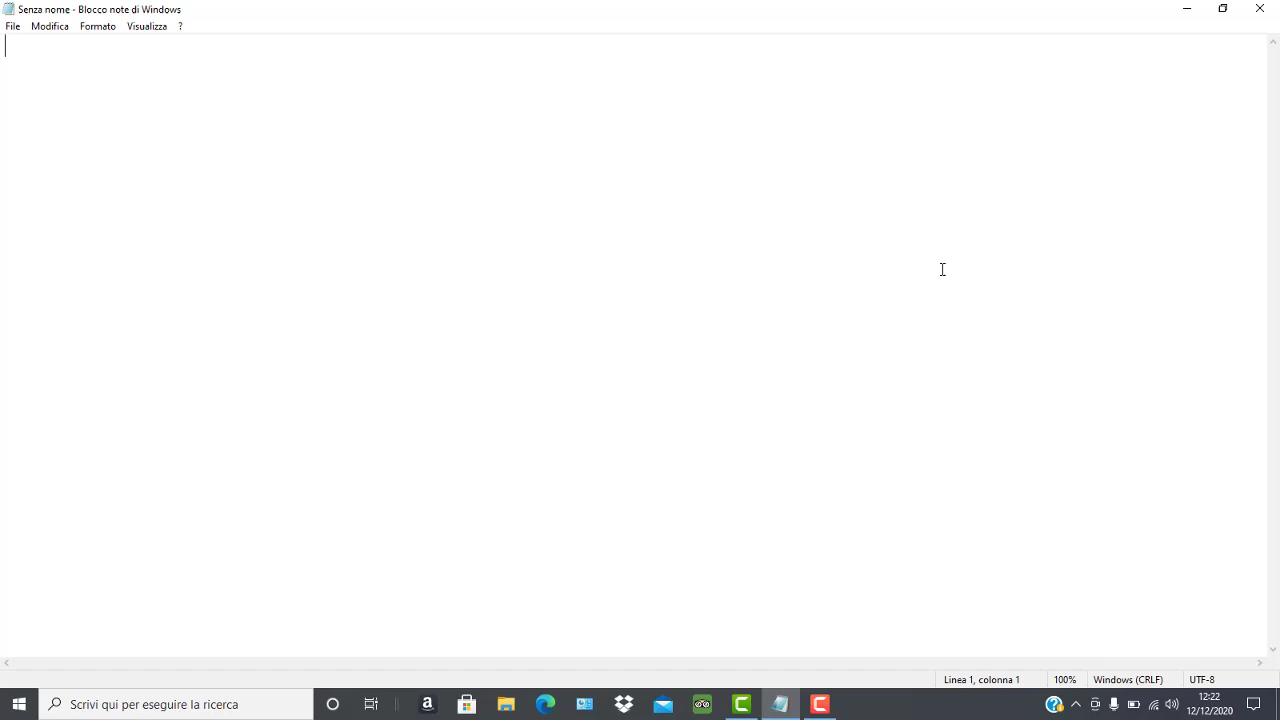 Senza nome - Blocco note di Windows
File Modifica Formato Visualizza ?
Linea 1, colonna 1 100% Windows (CRLF) UTF-8
Scrivi qui per eseguire la ricerca
12:22
12/12/2020